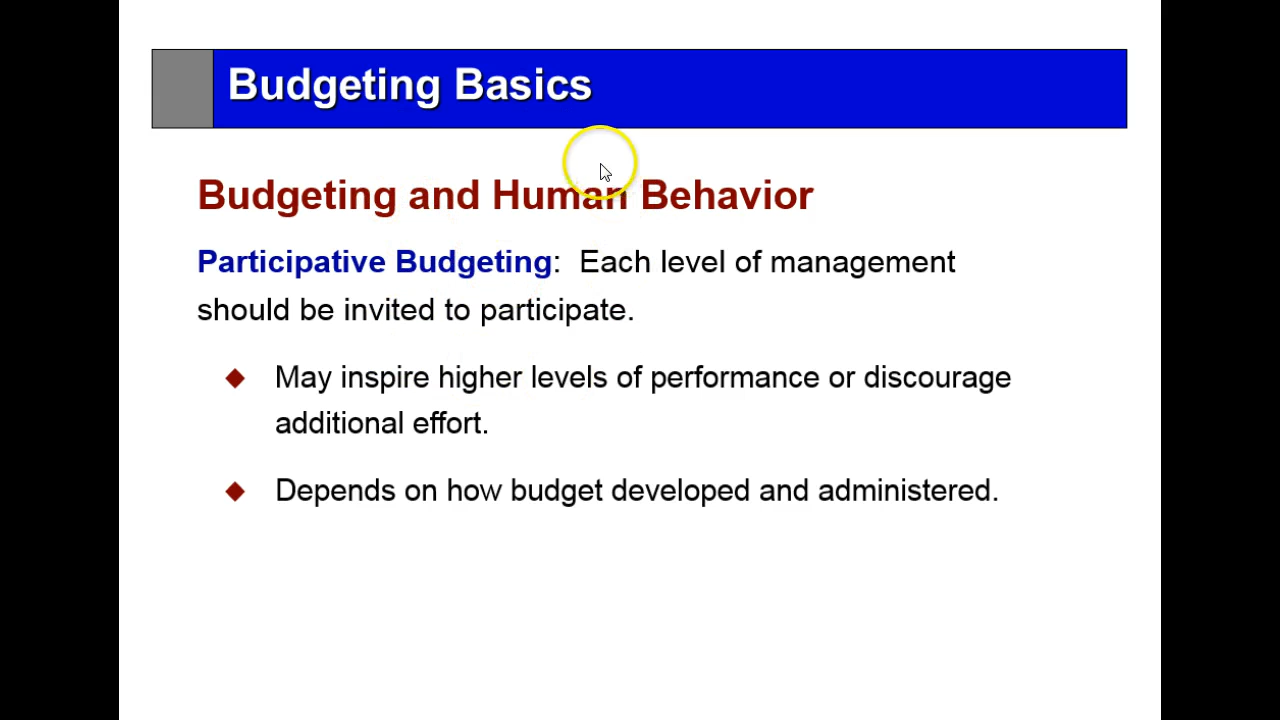 Budgeting Basics
Budgeting and Human Behavior
Participative Budgeting:  Each level of management
should be invited to participate.
May inspire higher levels of performance or discourage
additional effort.
Depends on how budget developed and administered.